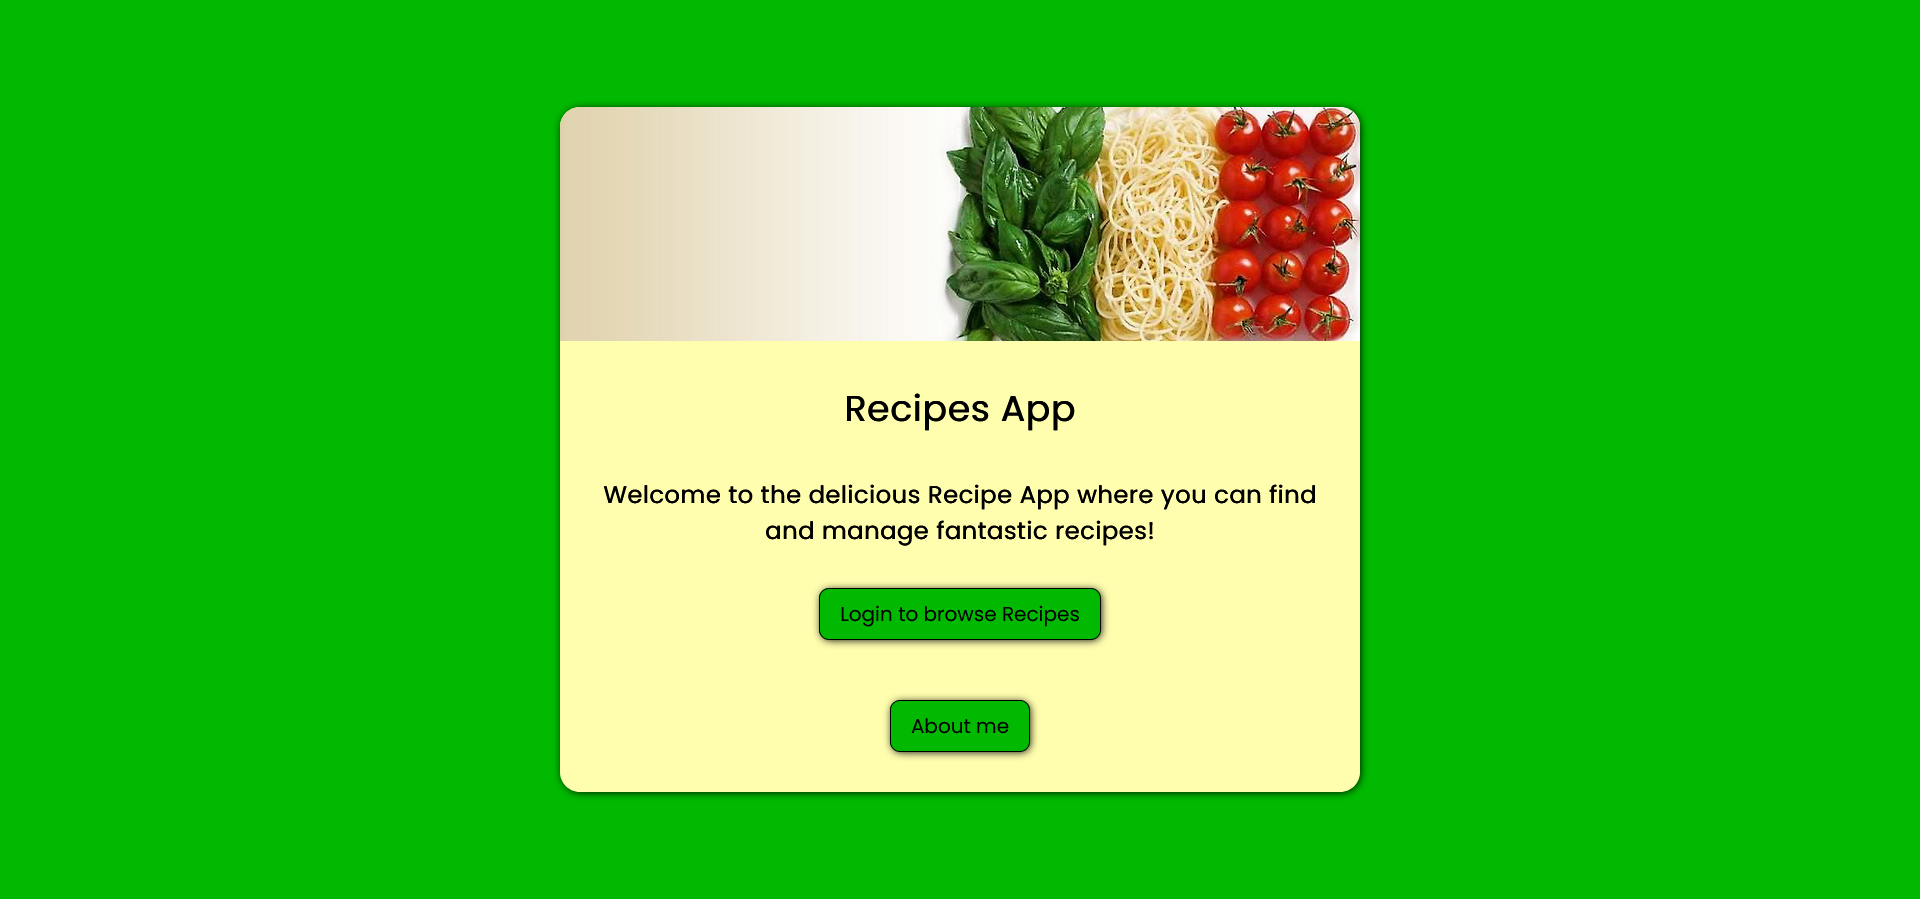 Recipes App
Welcome to the delicious Recipe App where you can find
and manage fantastic recipes!
Login to browse Recipes
About me